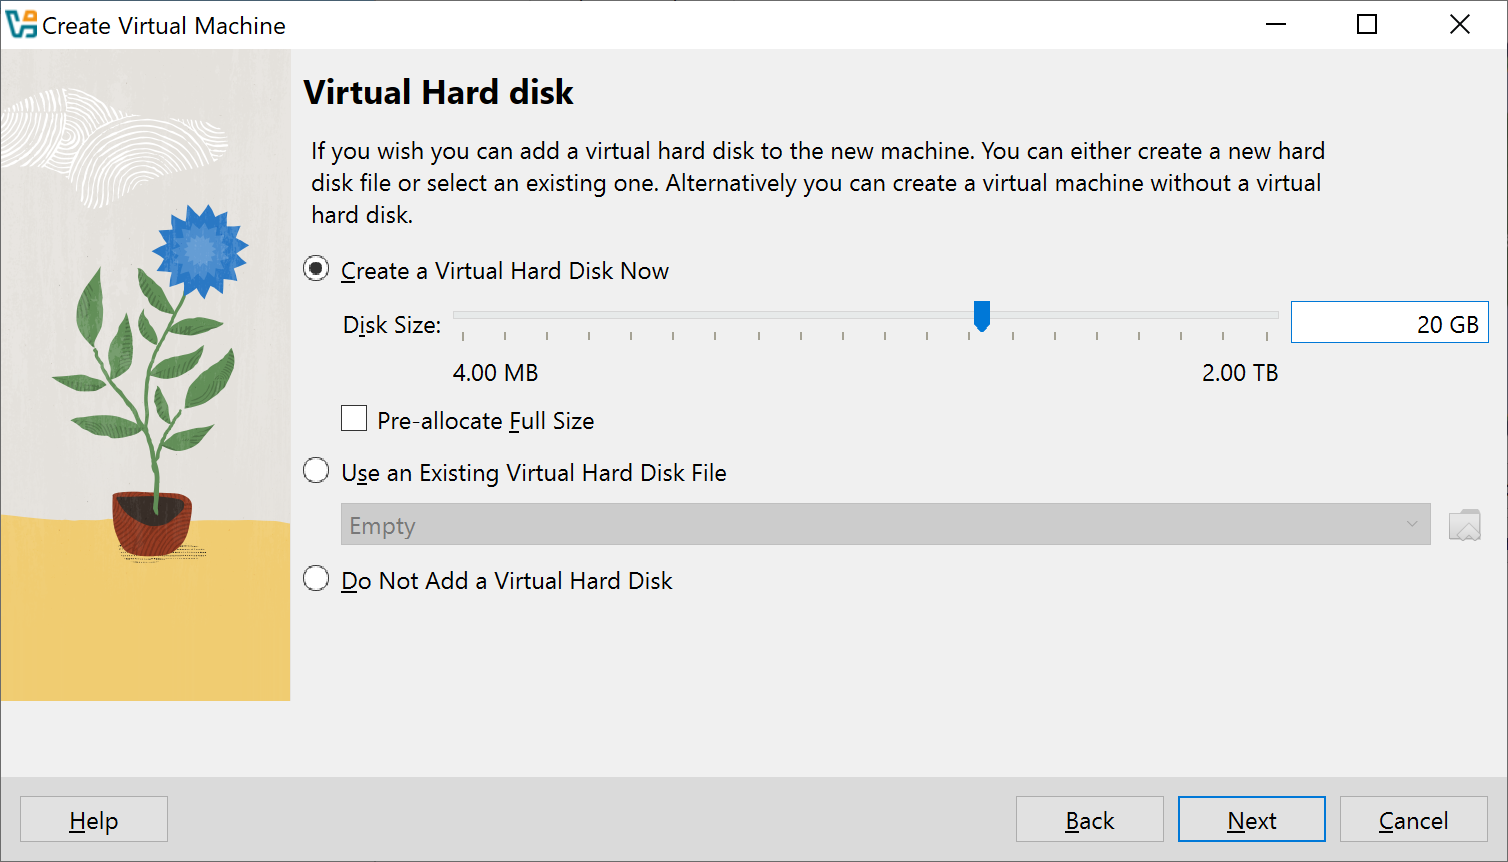 Create Virtual Machine
Virtual Hard disk
If you wish you can add a virtual hard disk to the new machine. You can either create a new hard
disk file or select an existing one. Alternatively you can create a virtual machine without a virtual
hard disk.
Create a Virtual Hard Disk Now
Disk Size:
20 GB
4.00 MB
2.00 TB
Pre-allocate Full Size
Use an Existing Virtual Hard Disk File
Empty
Do Not Add a Virtual Hard Disk
Help
Back
Next
Cancel